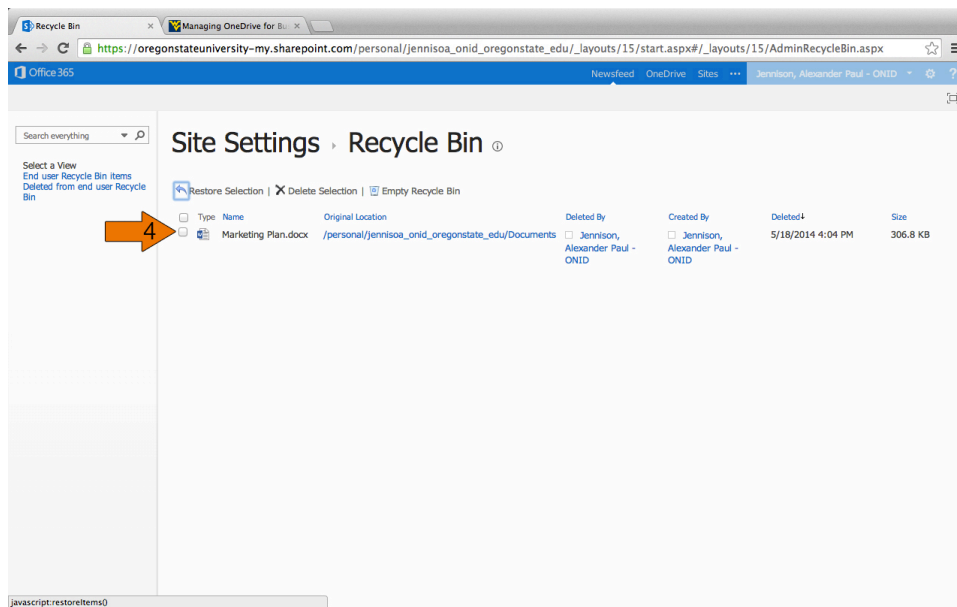 Recycle Bin × Managing OneDrive for Bu ×
https://oregonstateuniversity-my.sharepoint.com/personal/jennisoa_onid_oregonstate_edu/_layouts/15/start.aspx#/_layouts/15/AdminRecycleBin.aspx
Office 365 Newsfeed OneDrive Sites ••• Jennison, Alexander Paul - ONID ?
Search everything
Site Settings › Recycle Bin
Select a View
End user Recycle Bin items
Deleted from end user Recycle
Bin
Restore Selection | Delete Selection | Empty Recycle Bin
Type Name Original Location Deleted By Created By Deleted↓ Size
4 Marketing Plan.docx /personal/jennisoa_onid_oregonstate_edu/Documents Jennison, Jennison, 5/18/2014 4:04 PM 306.8 KB
Alexander Paul - Alexander Paul -
ONID ONID
javascript:restoreItems()